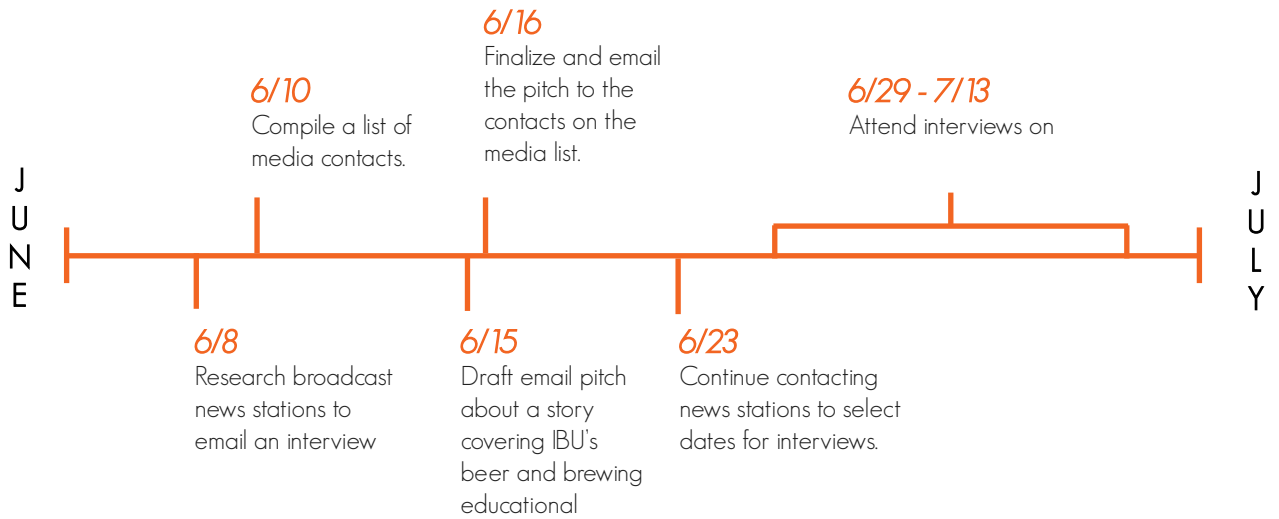 6/16
Finalize and email
the pitch to the
contacts on the
media list.
6/10
Compile a list of
media contacts.
6/29 - 7/13
Attend interviews on
J
U
N
E
J
U
L
Y
6/8
Research broadcast
news stations to
email an interview
6/15
Draft email pitch
about a story
covering IBU's
beer and brewing
educational
6/23
Continue contacting
news stations to select
dates for interviews.